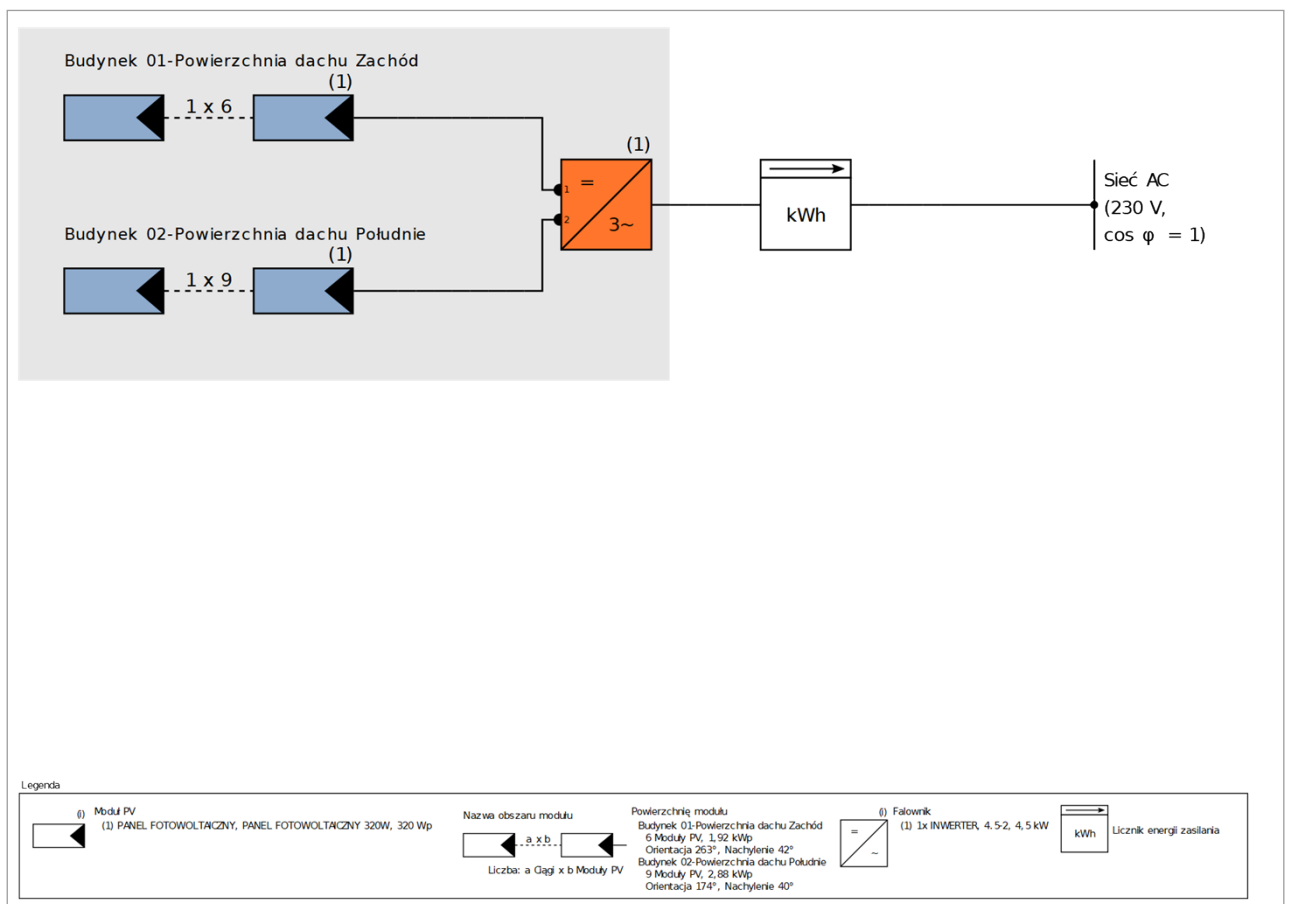 Budynek 01-Powierzchnia dachu Zachód
(1)
1 x 6
(1)
1
=
2
3~
kWh
Sieć AC
(230 V,
cos φ = 1)
Budynek 02-Powierzchnia dachu Południe
(1)
1 x 9
Legenda
(i) Moduł PV
(1) PANEL FOTOWOLTAICZNY, PANEL FOTOWOLTAICZNY 320W, 320 Wp
Nazwa obszaru modułu
a x b
Liczba: a Ciągi x b Moduły PV
Powierzchnię modułu
Budynek 01-Powierzchnia dachu Zachód
6 Moduły PV, 1,92 kWp
Orientacja 263°, Nachylenie 42°
Budynek 02-Powierzchnia dachu Południe
9 Moduły PV, 2,88 kWp
Orientacja 174°, Nachylenie 40°
(i) Falownik
(1) 1x INWERTER, 4.5-2, 4,5 kW
=
~
kWh
Licznik energii zasilania